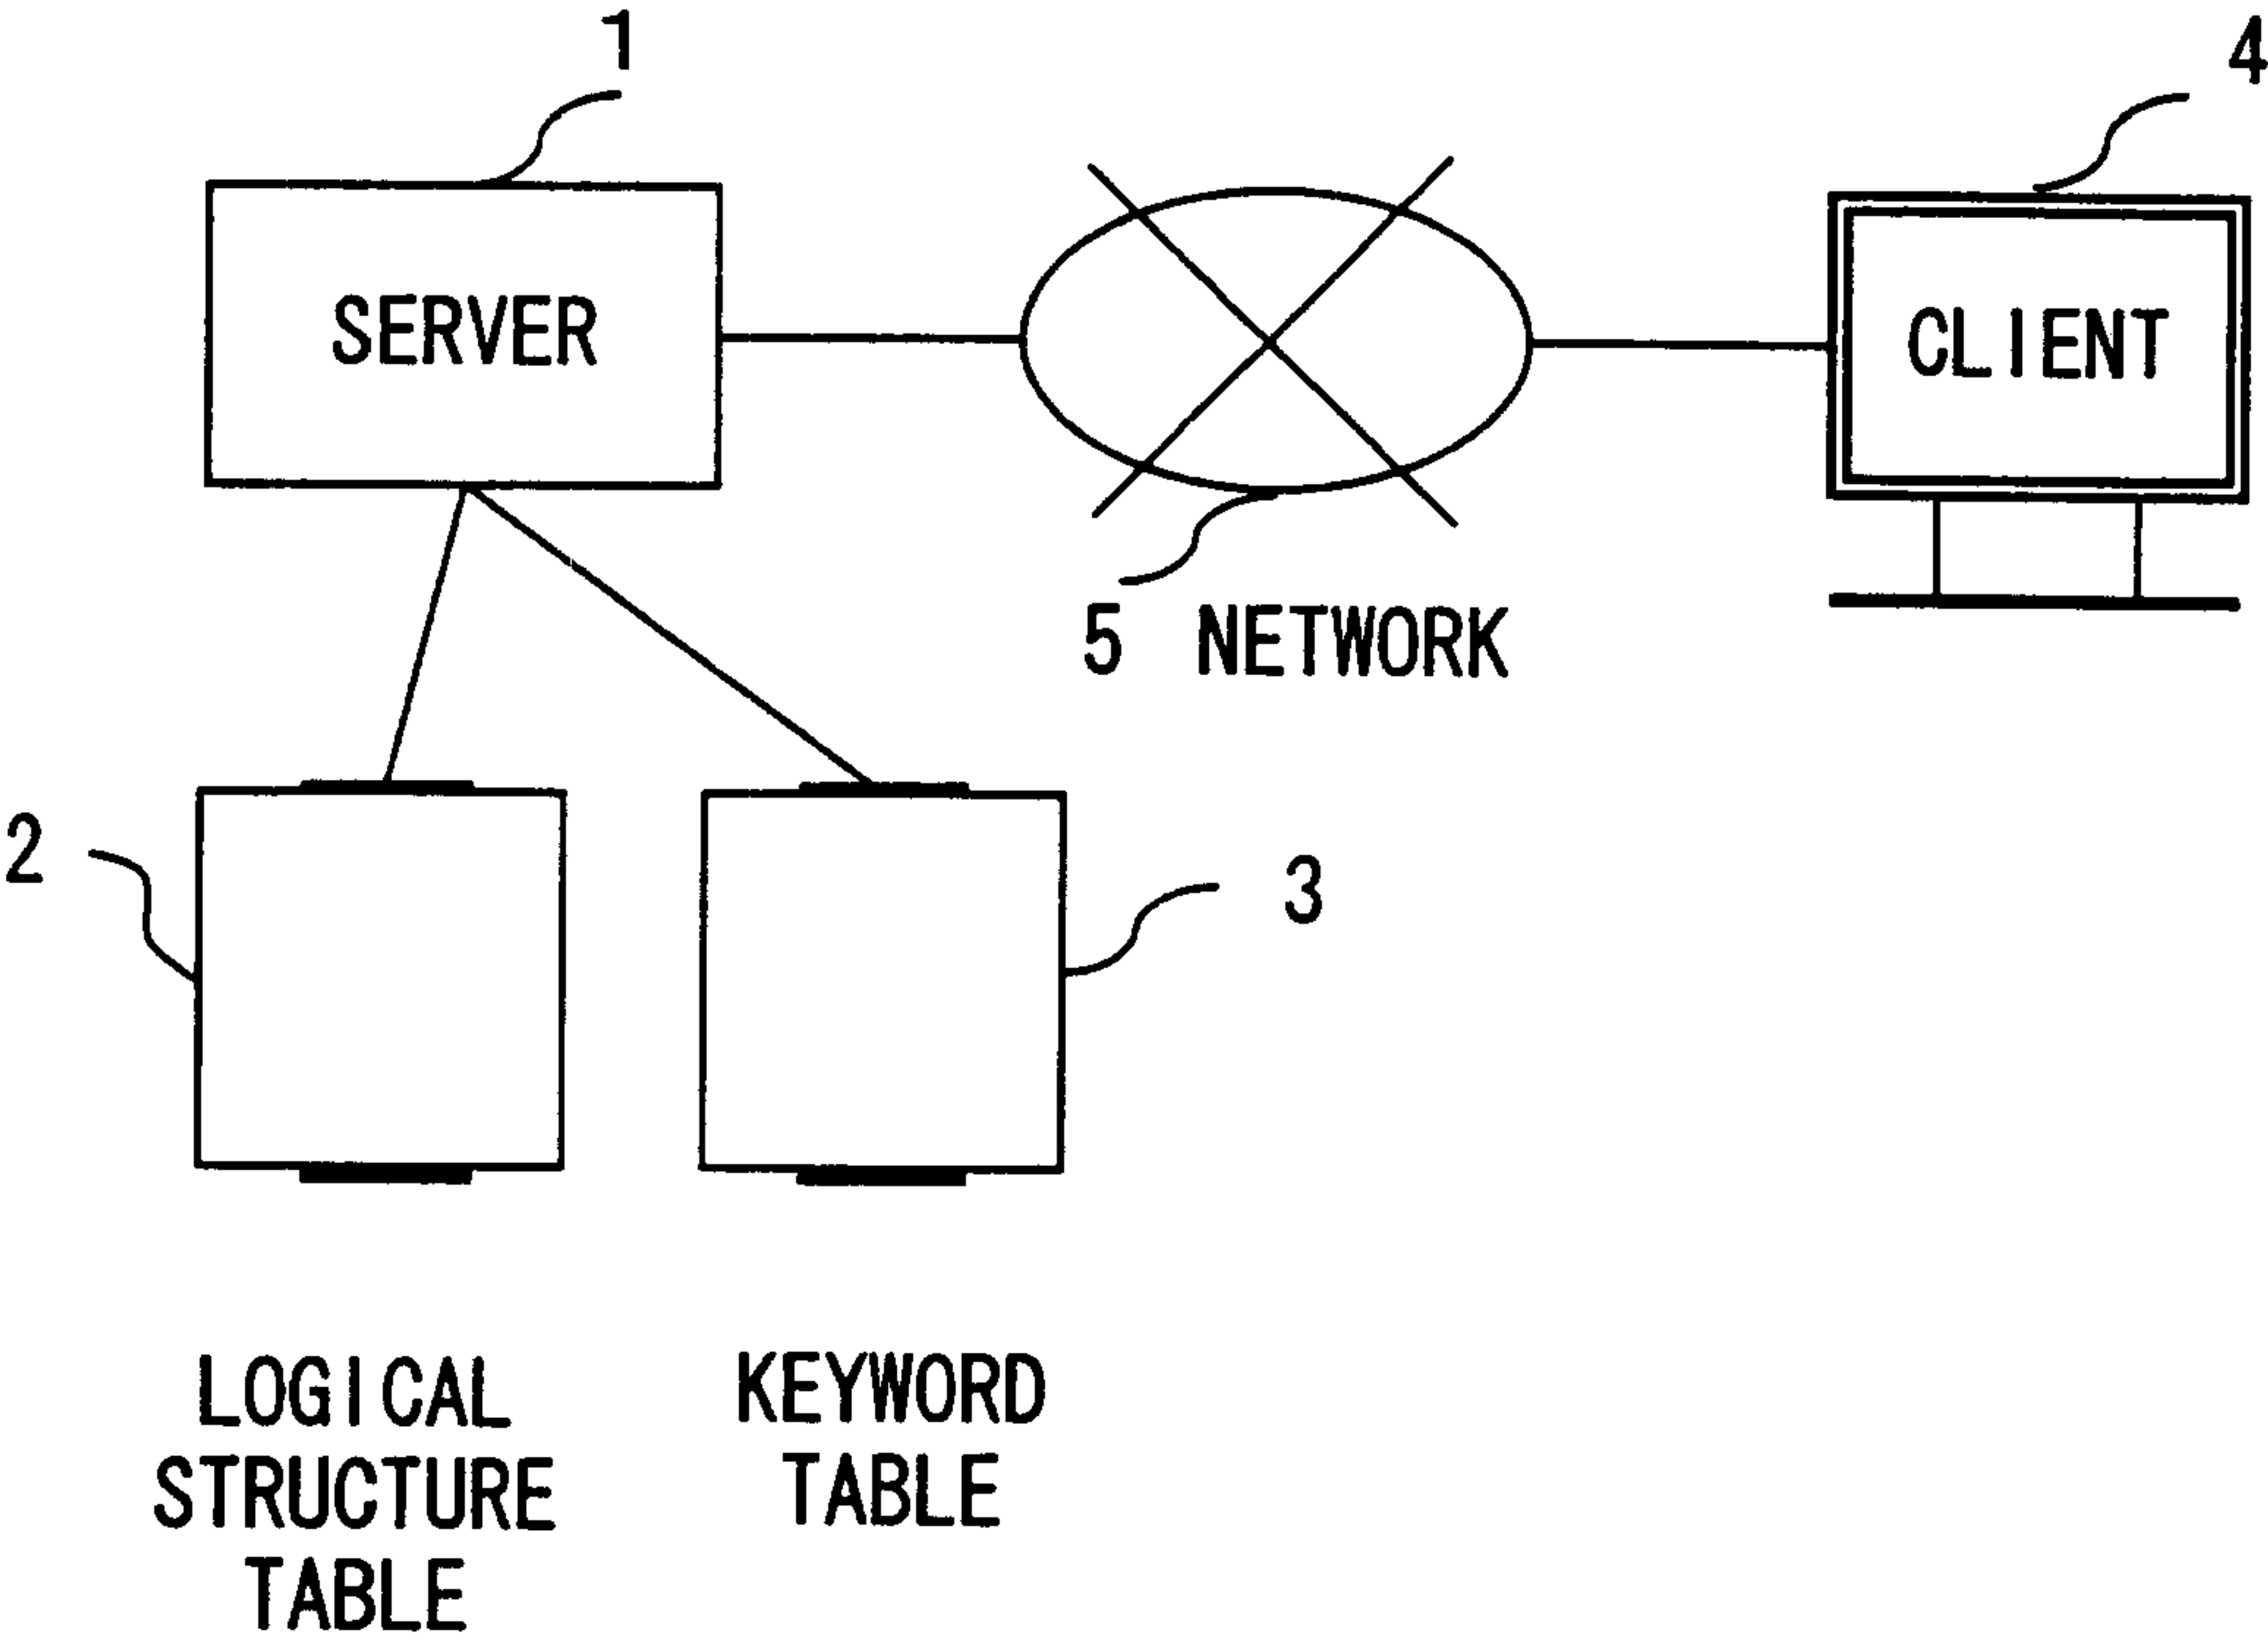 1
4
SERVER
CLIENT
5 NETWORK
2
3
LOGICAL
STRUCTURE
TABLE
KEYWORD
TABLE